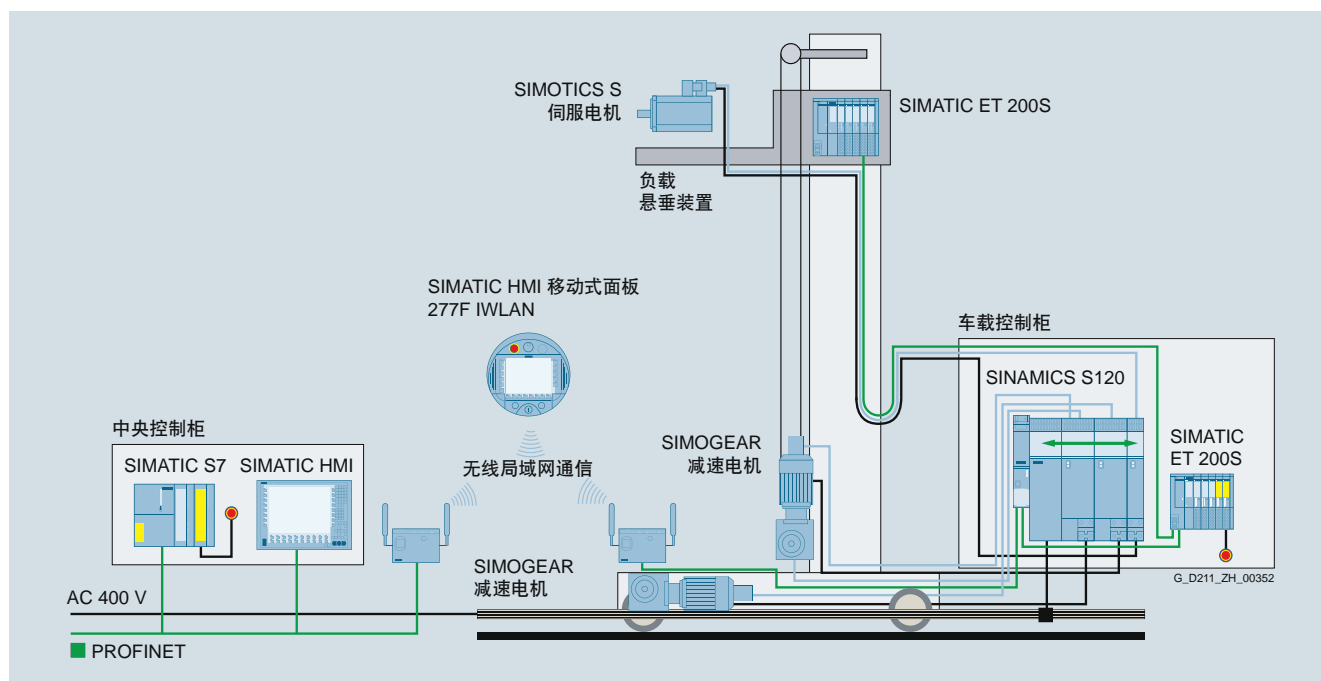 SIMOTICS S
伺服电机
SIMATIC ET 200S
负载
悬垂装置
SIMATIC HMI 移动式面板
277F IWLAN
车载控制柜
SINAMICS S120
中央控制柜
SIMOGEAR
减速电机
SIMATIC
ET 200S
SIMATIC S7
SIMATIC HMI
无线局域网通信
SIMOGEAR
减速电机
G_D211_ZH_00352
AC 400 V
PROFINET